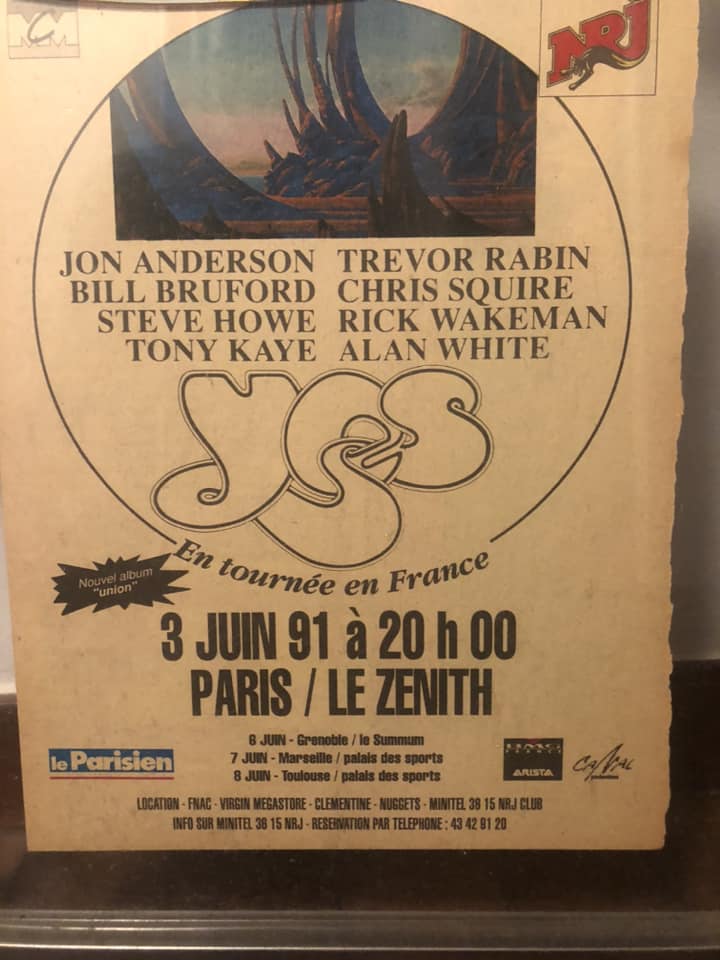 NRJ
JON ANDERSON TREVOR RABIN
BILL BRUFORD CHRIS SQUIRE
STEVE HOWE RICK WAKEMAN
TONY KAYE ALAN WHITE
YES
En tournée en France
Nouvel album
"union"
3 JUIN 91 à 20 h 00
PARIS / LE ZENITH
6 JUIN - Grenoble / le Summum
7 JUIN - Marseille / palais des sports
8 JUIN - Toulouse / palais des sports
le Parisien
BMG
ARISTA
LOCATION - FNAC - VIRGIN MEGASTORE - CLEMENTINE - NUGGETS - MINITEL 36 15 NRJ CLUB
INFO SUR MINITEL 36 15 NRJ - RESERVATION PAR TELEPHONE : 43 42 91 20